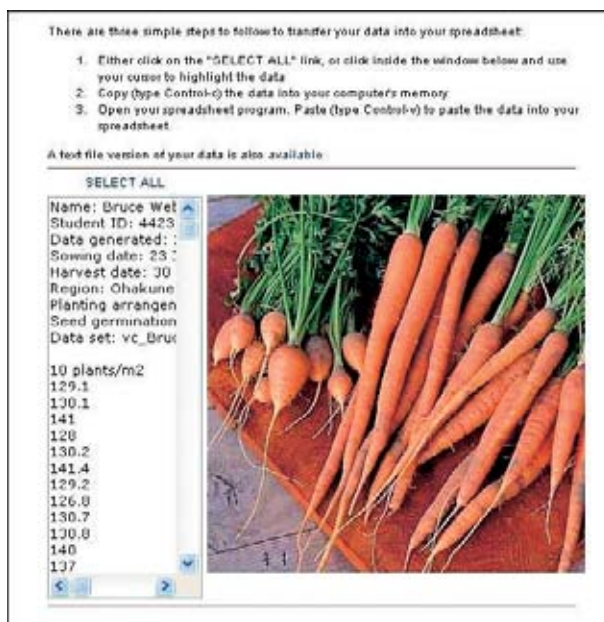 There are three simple steps to follow to transfer your data into your spreadsheet:
1. Either click on the "SELECT ALL" link, or click inside the window below and use
your cursor to highlight the data
2. Copy (type Control-c) the data into your computer's memory
3. Open your spreadsheet program. Paste (type Control-v) to paste the data into your
spreadsheet
A text file version of your data is also available
SELECT ALL
Name: Bruce
Student ID: 4423
Data generated:
Sowing date: 23
Harvest date: 30
Region: Ohakune
Planting arrangen
Seed germination
Data set: vc_Bruc
10 plants/m2
129.1
130.1
141
128
130.2
141.4
129.2
126.8
130.7
130.8
140
137